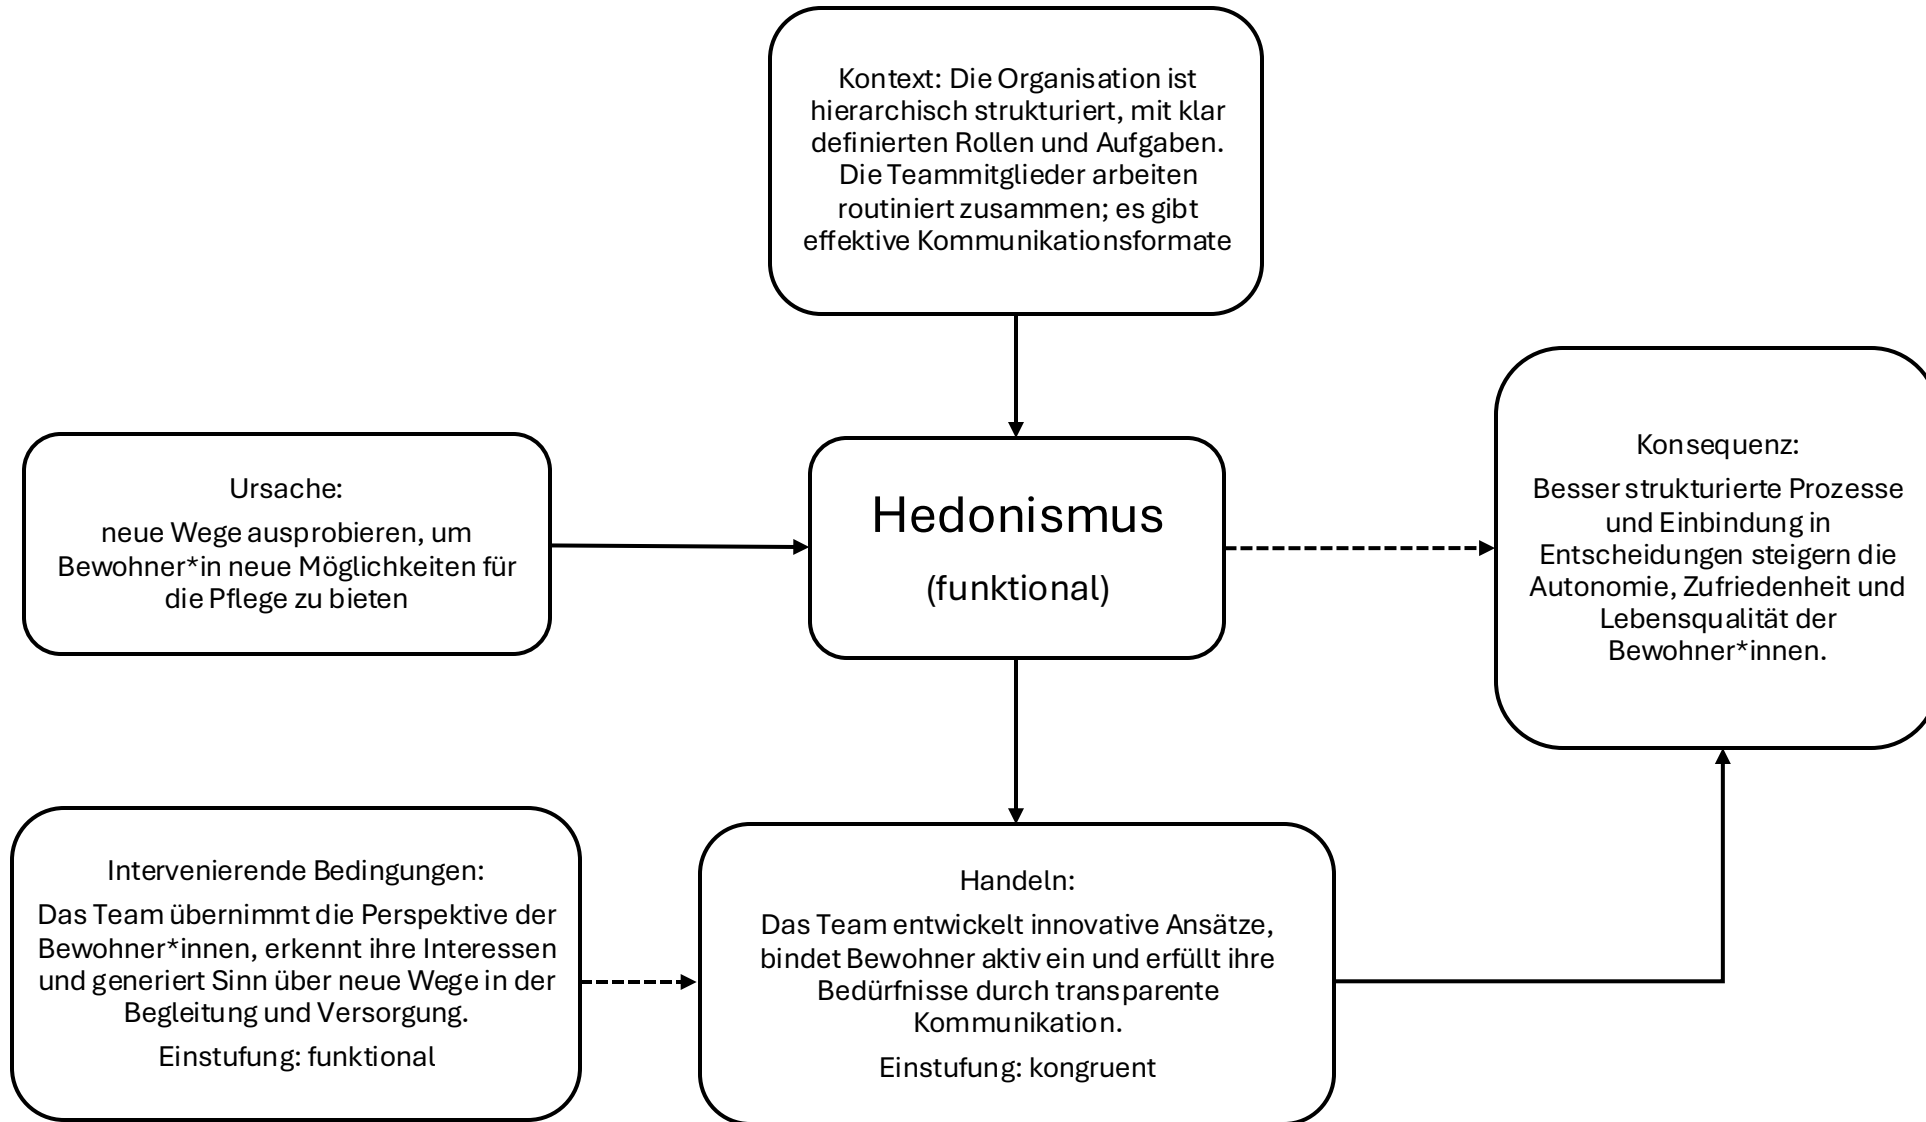 Kontext: Die Organisation ist
hierarchisch strukturiert, mit klar
definierten Rollen und Aufgaben.
Die Teammitglieder arbeiten
routiniert zusammen; es gibt
effektive Kommunikationsformate
Ursache:
neue Wege ausprobieren, um
Bewohner*in neue Möglichkeiten für
die Pflege zu bieten
Hedonismus
(funktional)
Konsequenz:
Besser strukturierte Prozesse
und Einbindung in
Entscheidungen steigern die
Autonomie, Zufriedenheit und
Lebensqualität der
Bewohner*innen.
Intervenierende Bedingungen:
Das Team übernimmt die Perspektive der
Bewohner*innen, erkennt ihre Interessen
und generiert Sinn über neue Wege in der
Begleitung und Versorgung.
Einstufung: funktional
Handeln:
Das Team entwickelt innovative Ansätze,
bindet Bewohner aktiv ein und erfüllt ihre
Bedürfnisse durch transparente
Kommunikation.
Einstufung: kongruent